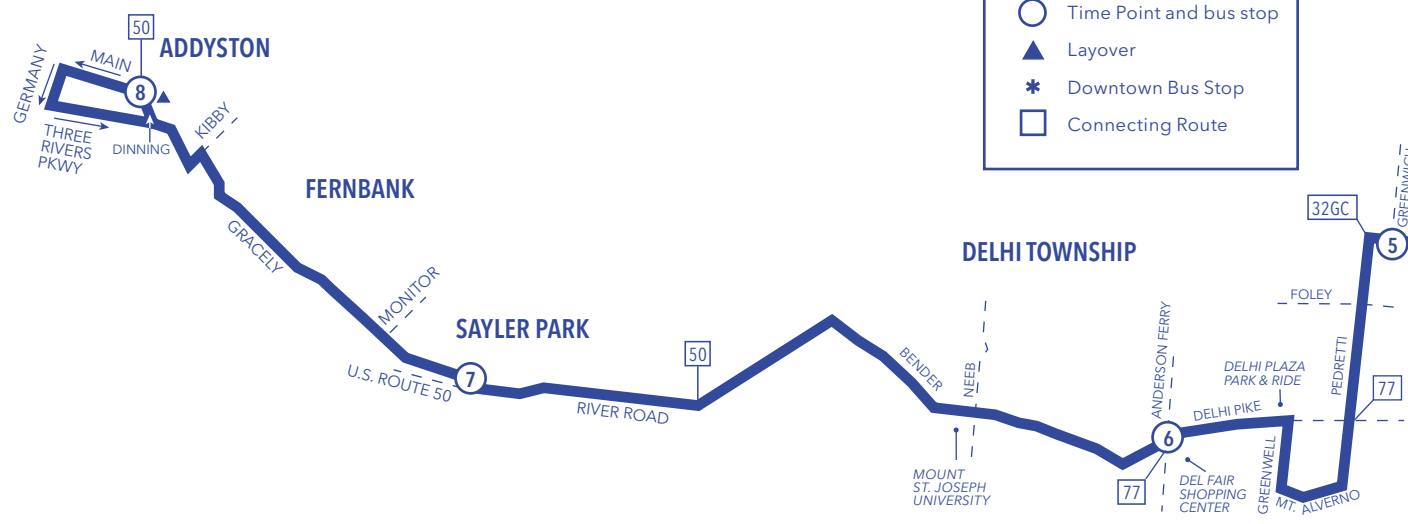 Time Point and bus stop
Layover
Downtown Bus Stop
Connecting Route
50
ADDYSTON
MAIN
GERMANY
8
THREE
RIVERS
PKWY
DINNING
KIBBY
FERNBANK
GRACELY
MONITOR
SAYLER PARK
U.S. ROUTE 50
7
RIVER ROAD
50
DELHI TOWNSHIP
BENDER
NEEB
MOUNT
ST. JOSEPH
UNIVERSITY
ANDERSON FERRY
6
77
DEL FAIR
SHOPPING
CENTER
DELHI PIKE
DELHI PLAZA
PARK & RIDE
GREENWELL
MT. ALVERNO
PEDRETTI
77
FOLEY
32GC
5
GREENWICH